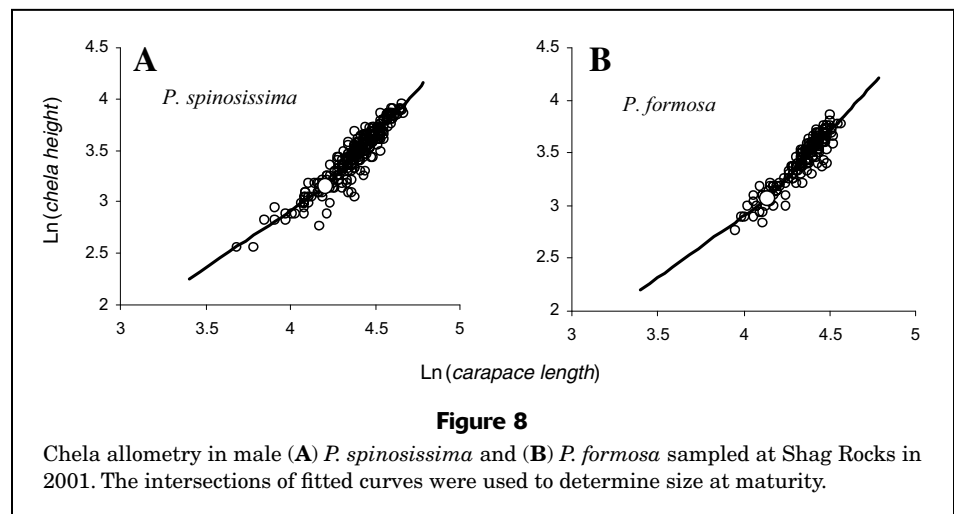 A
P. spinosissima
Ln (chela height)
4.5
4
3.5
3
2.5
2
3
3.5
4
4.5
5
B
P. formosa
4.5
4
3.5
3
2.5
2
3
3.5
4
4.5
5
Ln (carapace length)
Figure 8
Chela allometry in male (A) P. spinosissima and (B) P. formosa sampled at Shag Rocks in
2001. The intersections of fitted curves were used to determine size at maturity.